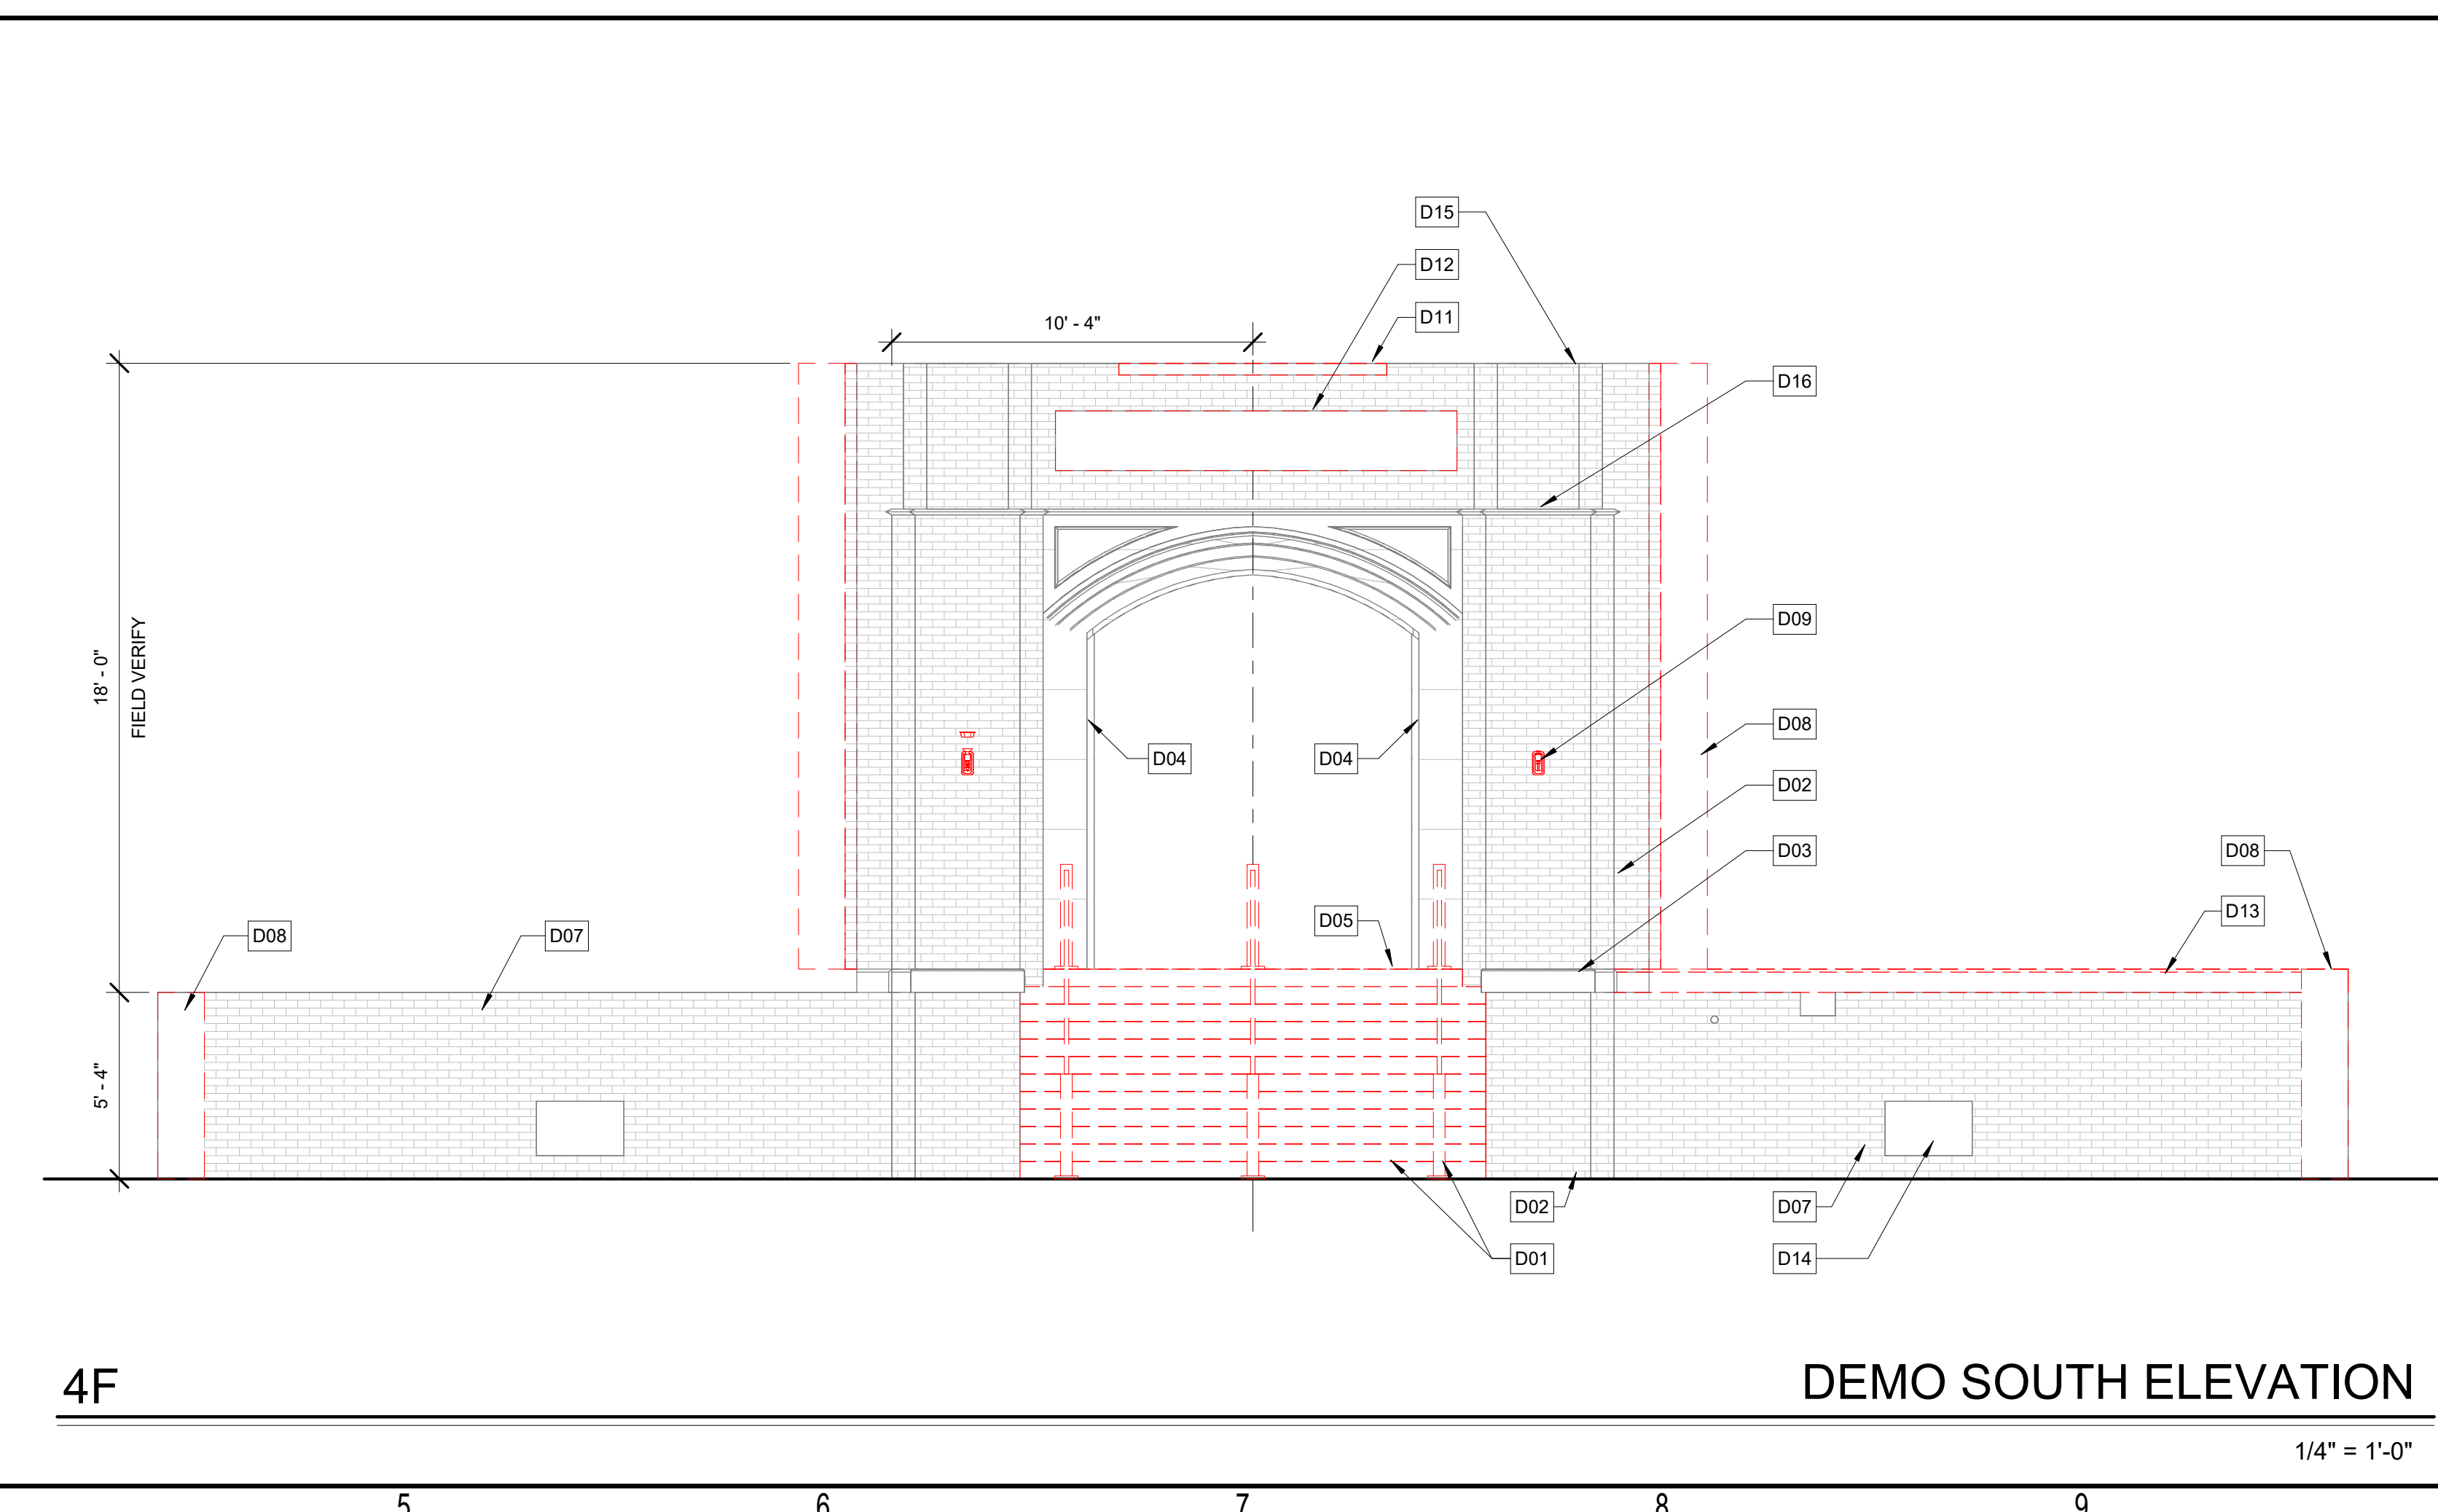 D15
D12
D11
10' - 4"
D16
D09
18' - 0"
FIELD VERIFY
D08
D04
D04
D02
D03
D08
D05
D13
D08
D07
5' - 4"
D02
D07
D01
D14
4F
DEMO SOUTH ELEVATION
1/4" = 1'-0"
5 6 7 8 9